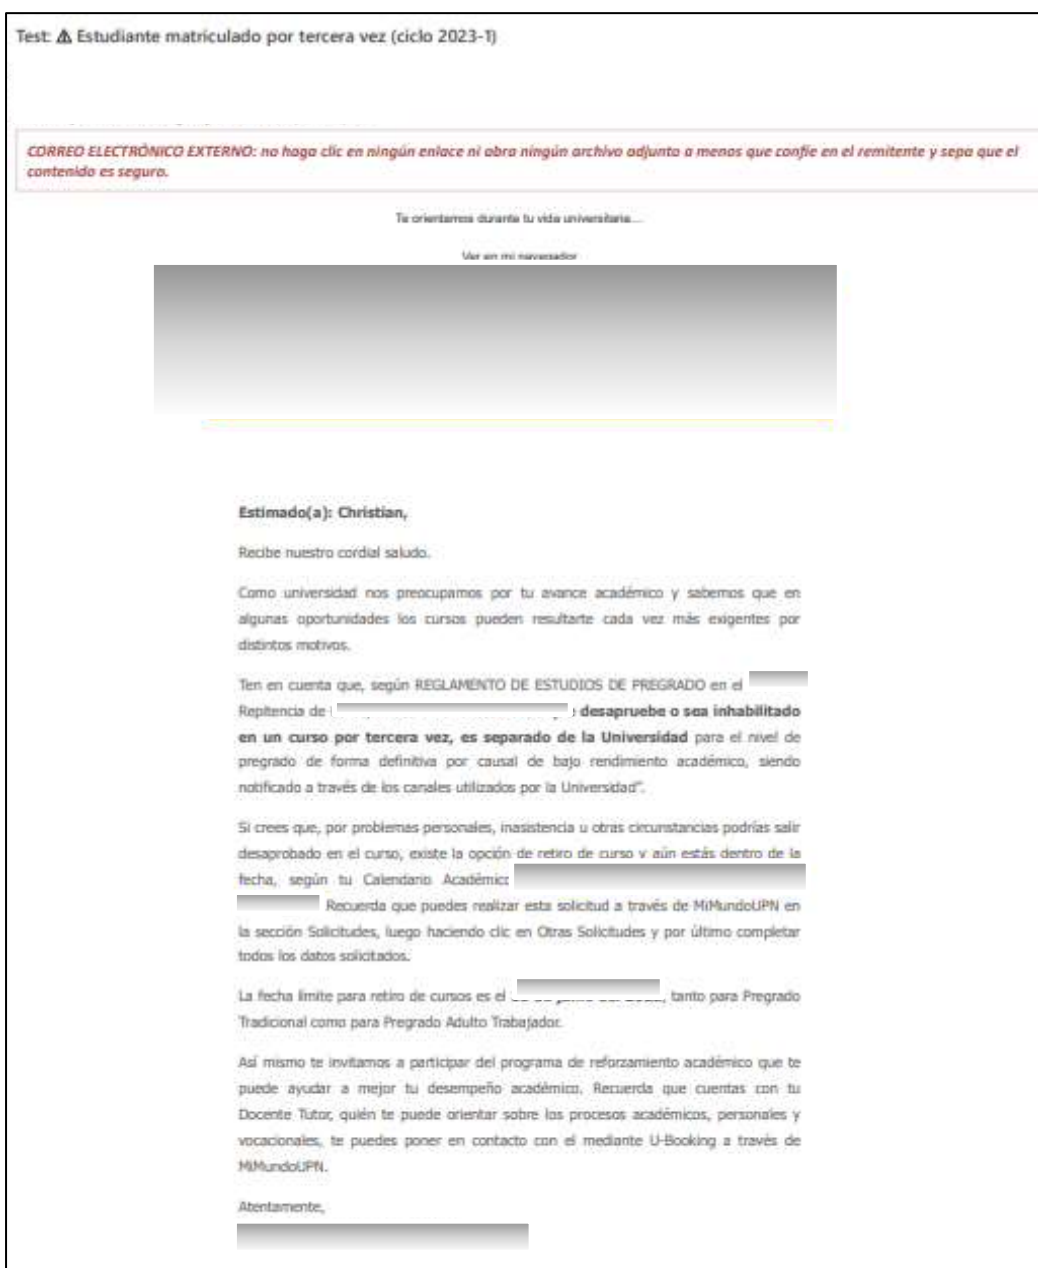 Test: ⚠ Estudiante matriculado por tercera vez (ciclo 2023-1)
CORREO ELECTRÓNICO EXTERNO: no haga clic en ningún enlace ni abra ningún archivo adjunto a menos que confíe en el remitente y sepa que el
contenido es seguro.
Te orientamos durante tu vida universitaria...
Ver en mi navegador
Estimado(a): Christian,
Recibe nuestro cordial saludo.
Como universidad nos preocupamos por tu avance académico y sabemos que en
algunas oportunidades los cursos pueden resultarte cada vez más exigentes por
distintos motivos.
Ten en cuenta que, según REGLAMENTO DE ESTUDIOS DE PREGRADO en el
Repitencia de desapruebe o sea inhabilitado
en un curso por tercera vez, es separado de la Universidad para el nivel de
pregrado de forma definitiva por causal de bajo rendimiento académico, siendo
notificado a través de los canales utilizados por la Universidad".
Si crees que, por problemas personales, inasistencia u otras circunstancias podrías salir
desaprobado en el curso, existe la opción de retiro de curso y aún estás dentro de la
fecha, según tu Calendario
Recuerda que puedes realizar esta solicitud a través de MiMundoUPN en
la sección Solicitudes, luego haciendo clic en Otras Solicitudes y por último completar
todos los datos solicitados.
La fecha límite para retiro de cursos es el , tanto para Pregrado
Tradicional como para Pregrado Adulto Trabajador.
Así mismo te invitamos a participar del programa de reforzamiento académico que te
puede ayudar a mejor tu desempeño académico. Recuerda que cuentas con tu
Docente Tutor, quién te puede orientar sobre los procesos académicos, personales y
vocacionales, te puedes poner en contacto con el mediante U-Booking a través de
MiMundoUPN.
Atentamente,